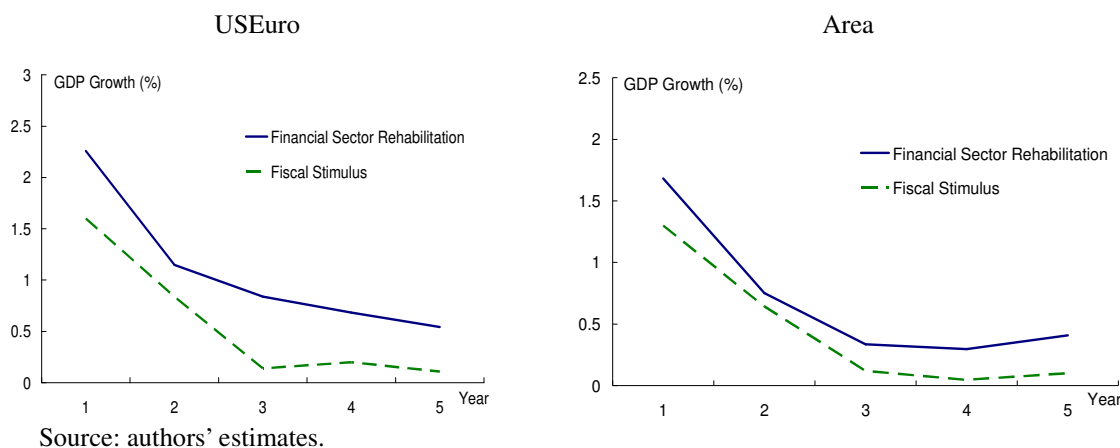 USEuro
Area
GDP Growth (%)
3
2.5
2
1.5
1
0.5
0
Financial Sector Rehabilitation
Fiscal Stimulus
1 2 3 4 5 Year
GDP Growth (%)
2.5
2
1.5
1
0.5
0
Financial Sector Rehabilitation
Fiscal Stimulus
1 2 3 4 5 Year
Source: authors’ estimates.